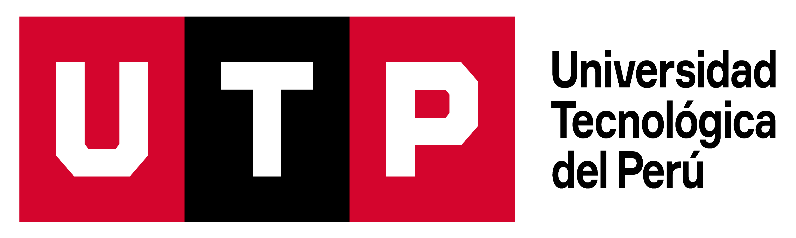 UTP
Universidad
Tecnológica
del Perú